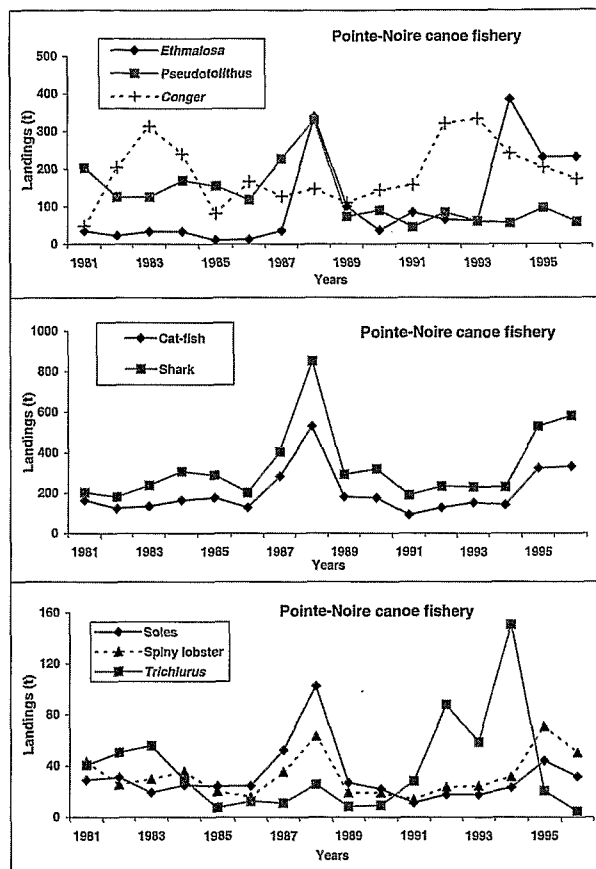 Pointe-Noire canoe fishery
Ethmalosa
Pseudotolithus
Conger
Landings (t)
500
400
300
200
100
0
1981 1983 1985 1987 1989 1991 1993 1995
Years
Pointe-Noire canoe fishery
Cat-fish
Shark
Landings (t)
1000
800
600
400
200
0
1981 1983 1985 1987 1989 1991 1993 1995
Years
Pointe-Noire canoe fishery
Soles
Spiny lobster
Trichiurus
Landings (t)
160
120
80
40
0
1981 1983 1985 1987 1989 1991 1993 1995
Years